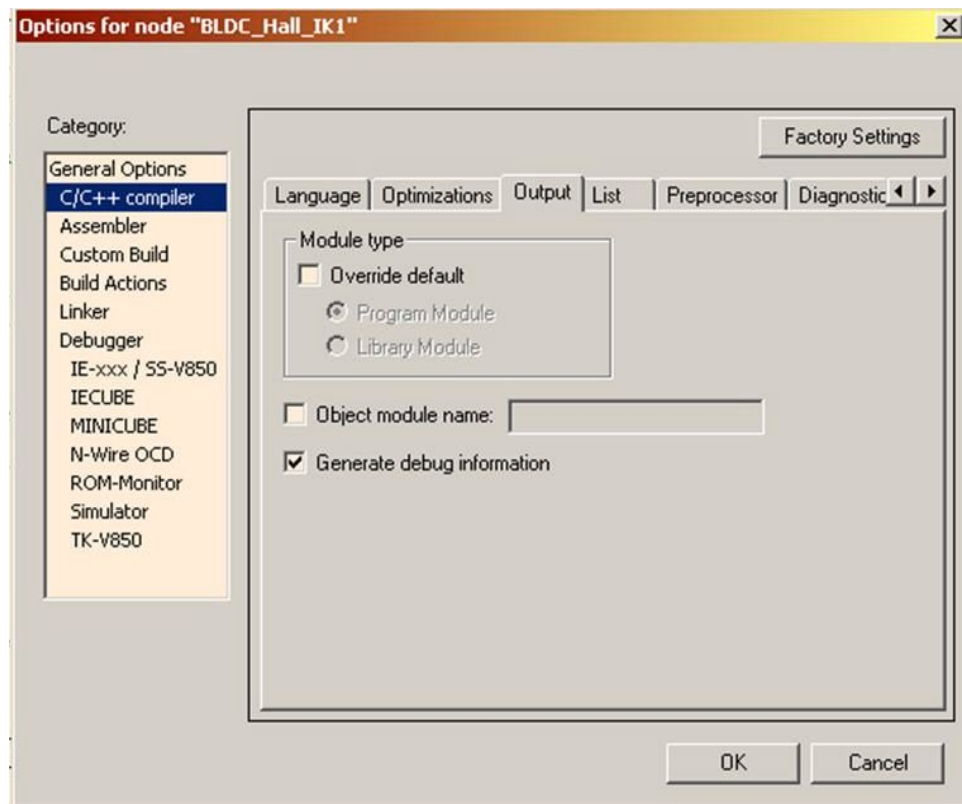 Options for node "BLDC_Hall_IK1"
Category:
General Options
C/C++ compiler
Assembler
Custom Build
Build Actions
Linker
Debugger
IE-xxx / SS-V850
IECUBE
MINICUBE
N-Wire OCD
ROM-Monitor
Simulator
TK-V850
Factory Settings
Language
Optimizations
Output
List
Preprocessor
Diagnostic
Module type
Override default
Program Module
Library Module
Object module name:
Generate debug information
OK
Cancel